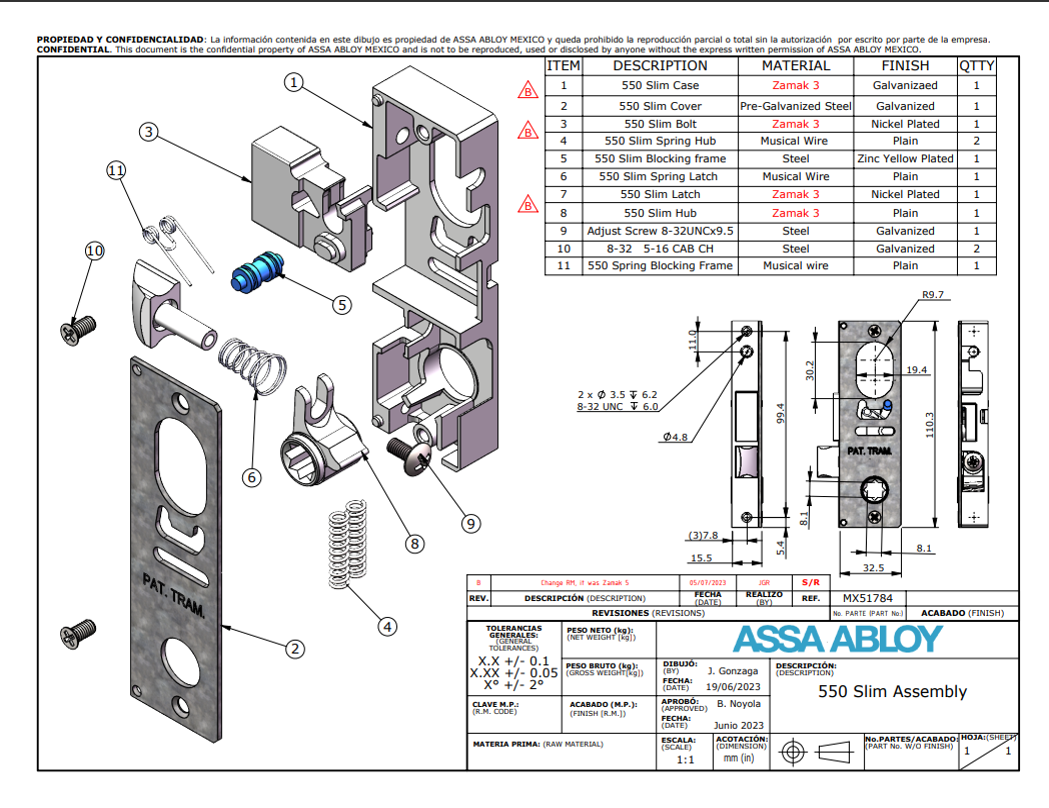 PROPIEDAD Y CONFIDENCIALIDAD: La información contenida en este dibujo es propiedad de ASSA ABLOY MEXICO y queda prohibido la reproducción parcial o total sin la autorización por escrito por parte de la empresa.
CONFIDENTIAL. This document is the confidential property of ASSA ABLOY MEXICO and is not to be reproduced, used or disclosed by anyone without the express written permission of ASSA ABLOY MEXICO.
ITEM DESCRIPTION MATERIAL FINISH QTTY
B 1 550 Slim Case Zamak 3 Galvanizaed 1
2 550 Slim Cover Pre-Galvanized Steel Galvanized 1
B 3 550 Slim Bolt Zamak 3 Nickel Plated 1
4 550 Slim Spring Hub Musical Wire Plain 2
5 550 Slim Blocking frame Steel Zinc Yellow Plated 1
6 550 Slim Spring Latch Musical Wire Plain 1
7 550 Slim Latch Zamak 3 Nickel Plated 1
B 8 550 Slim Hub Zamak 3 Plain 1
9 Adjust Screw 8-32UNCx9.5 Steel Galvanized 1
10 8-32 5-16 CAB CH Steel Galvanized 2
11 550 Spring Blocking Frame Musical wire Plain 1
1
3
11
10
5
6
9
8
4
2
PAT. TRAM.
R9.7
11.0
30.2
19.4
2 x Ø 3.5 ↧ 6.2
8-32 UNC ↧ 6.0
99.4
110.3
Ø4.8
PAT. TRAM.
8.1
(3)7.8
5.4
8.1
15.5
32.5
B Change RM, it was Zamak 5 05/07/2023 JGR S/R
REV. DESCRIPCIÓN (DESCRIPTION) FECHA (DATE) REALIZO (BY) REF. MX51784
REVISIONES (REVISIONS) No. PARTE (PART No.) ACABADO (FINISH)
TOLERANCIAS
GENERALES:
(GENERAL
TOLERANCES)
X.X +/- 0.1
X.XX +/- 0.05
X° +/- 2°
PESO NETO (kg):
(NET WEIGHT [kg])
PESO BRUTO (kg):
(GROSS WEIGHT[kg])
ASSA ABLOY
DIBUJÓ:
(BY) J. Gonzaga
FECHA:
(DATE) 19/06/2023
DESCRIPCIÓN:
(DESCRIPTION)
550 Slim Assembly
CLAVE M.P.:
(R.M. CODE)
ACABADO (M.P.):
(FINISH [R.M.])
APROBÓ: B. Noyola
(APPROVED)
FECHA:
(DATE) Junio 2023
MATERIA PRIMA: (RAW MATERIAL)
ESCALA:
(SCALE)
1:1
ACOTACIÓN:
(DIMENSION)
mm (in)
No.PARTES/ACABADO:
(PART No. W/O FINISH)
HOJA:(SHEET)
1 1